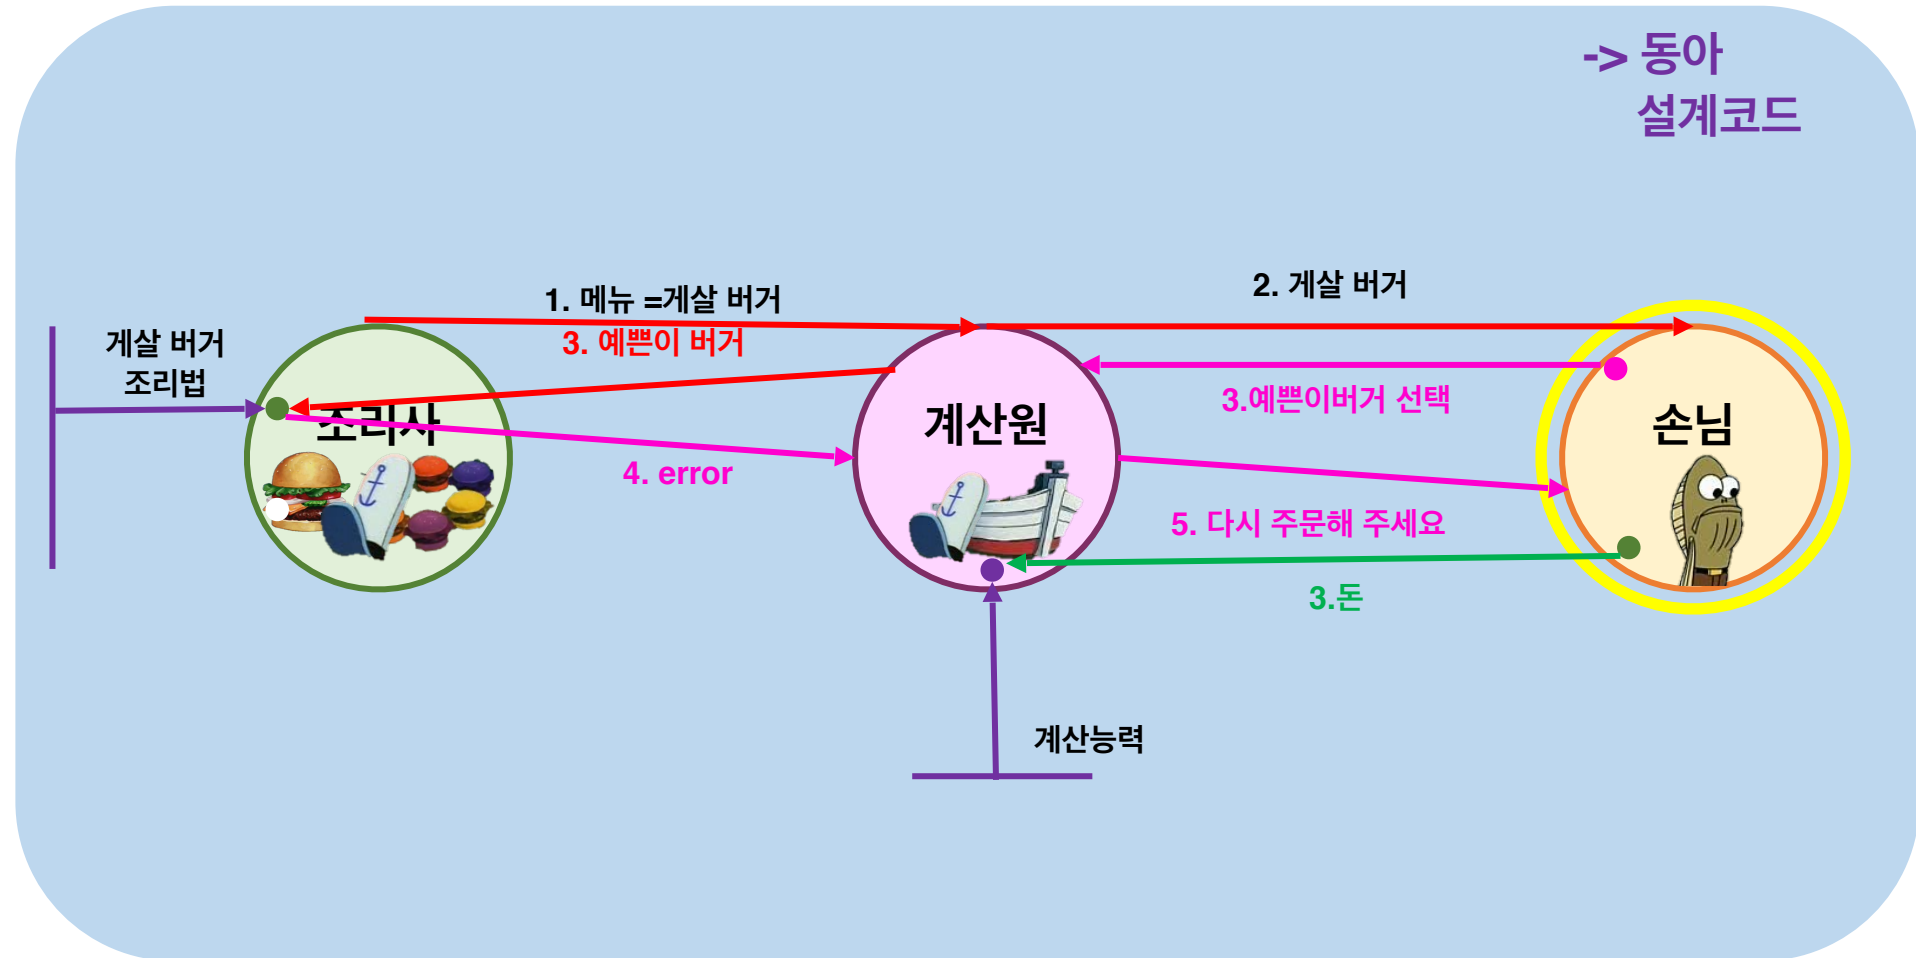 -> 동아
설계코드
1. 메뉴 =게살 버거
2. 게살 버거
3. 예쁜이 버거
게살 버거
조리법
3.예쁜이버거 선택
조리사
계산원
손님
4. error
5. 다시 주문해 주세요
3.돈
계산능력